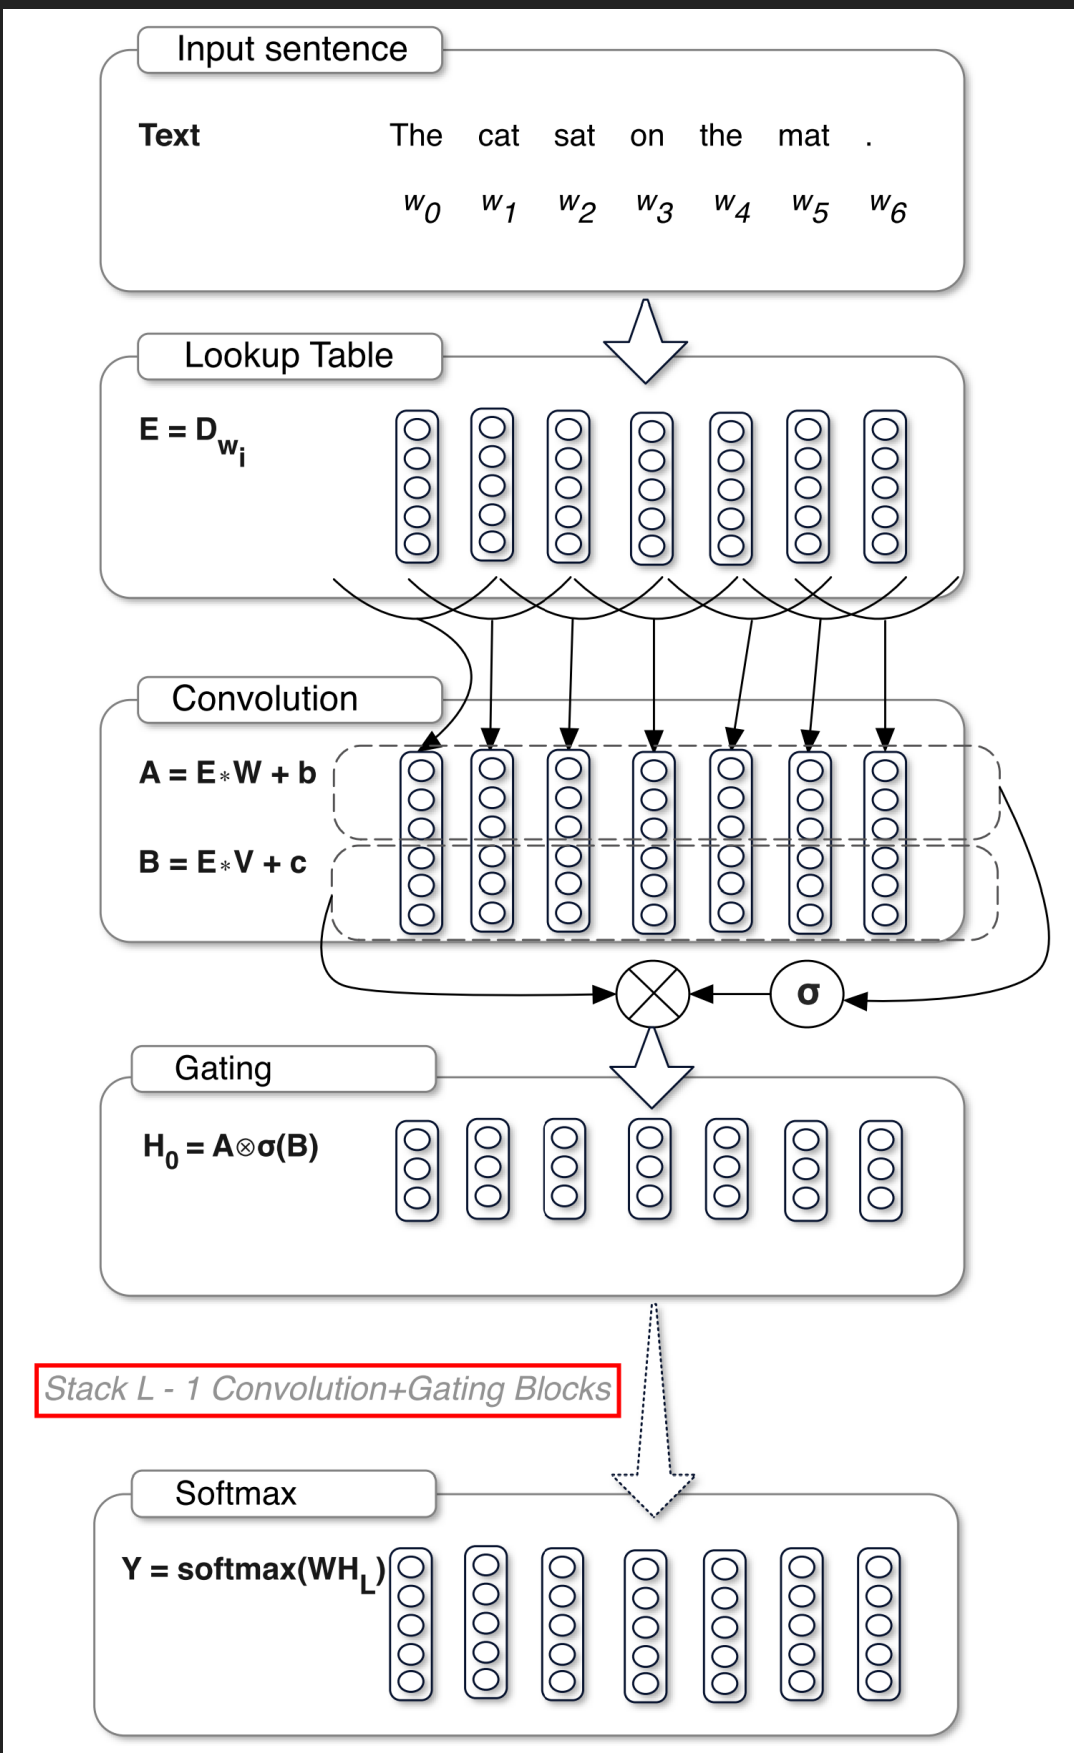 Input sentence
Text The cat sat on the mat .
w0 w1 w2 w3 w4 w5 w6
Lookup Table
E = Dwi
Convolution
A = E∗W + b
B = E∗V + c
σ
Gating
H0 = A⊗σ(B)
Stack L - 1 Convolution+Gating Blocks
Softmax
Y = softmax(WHL)